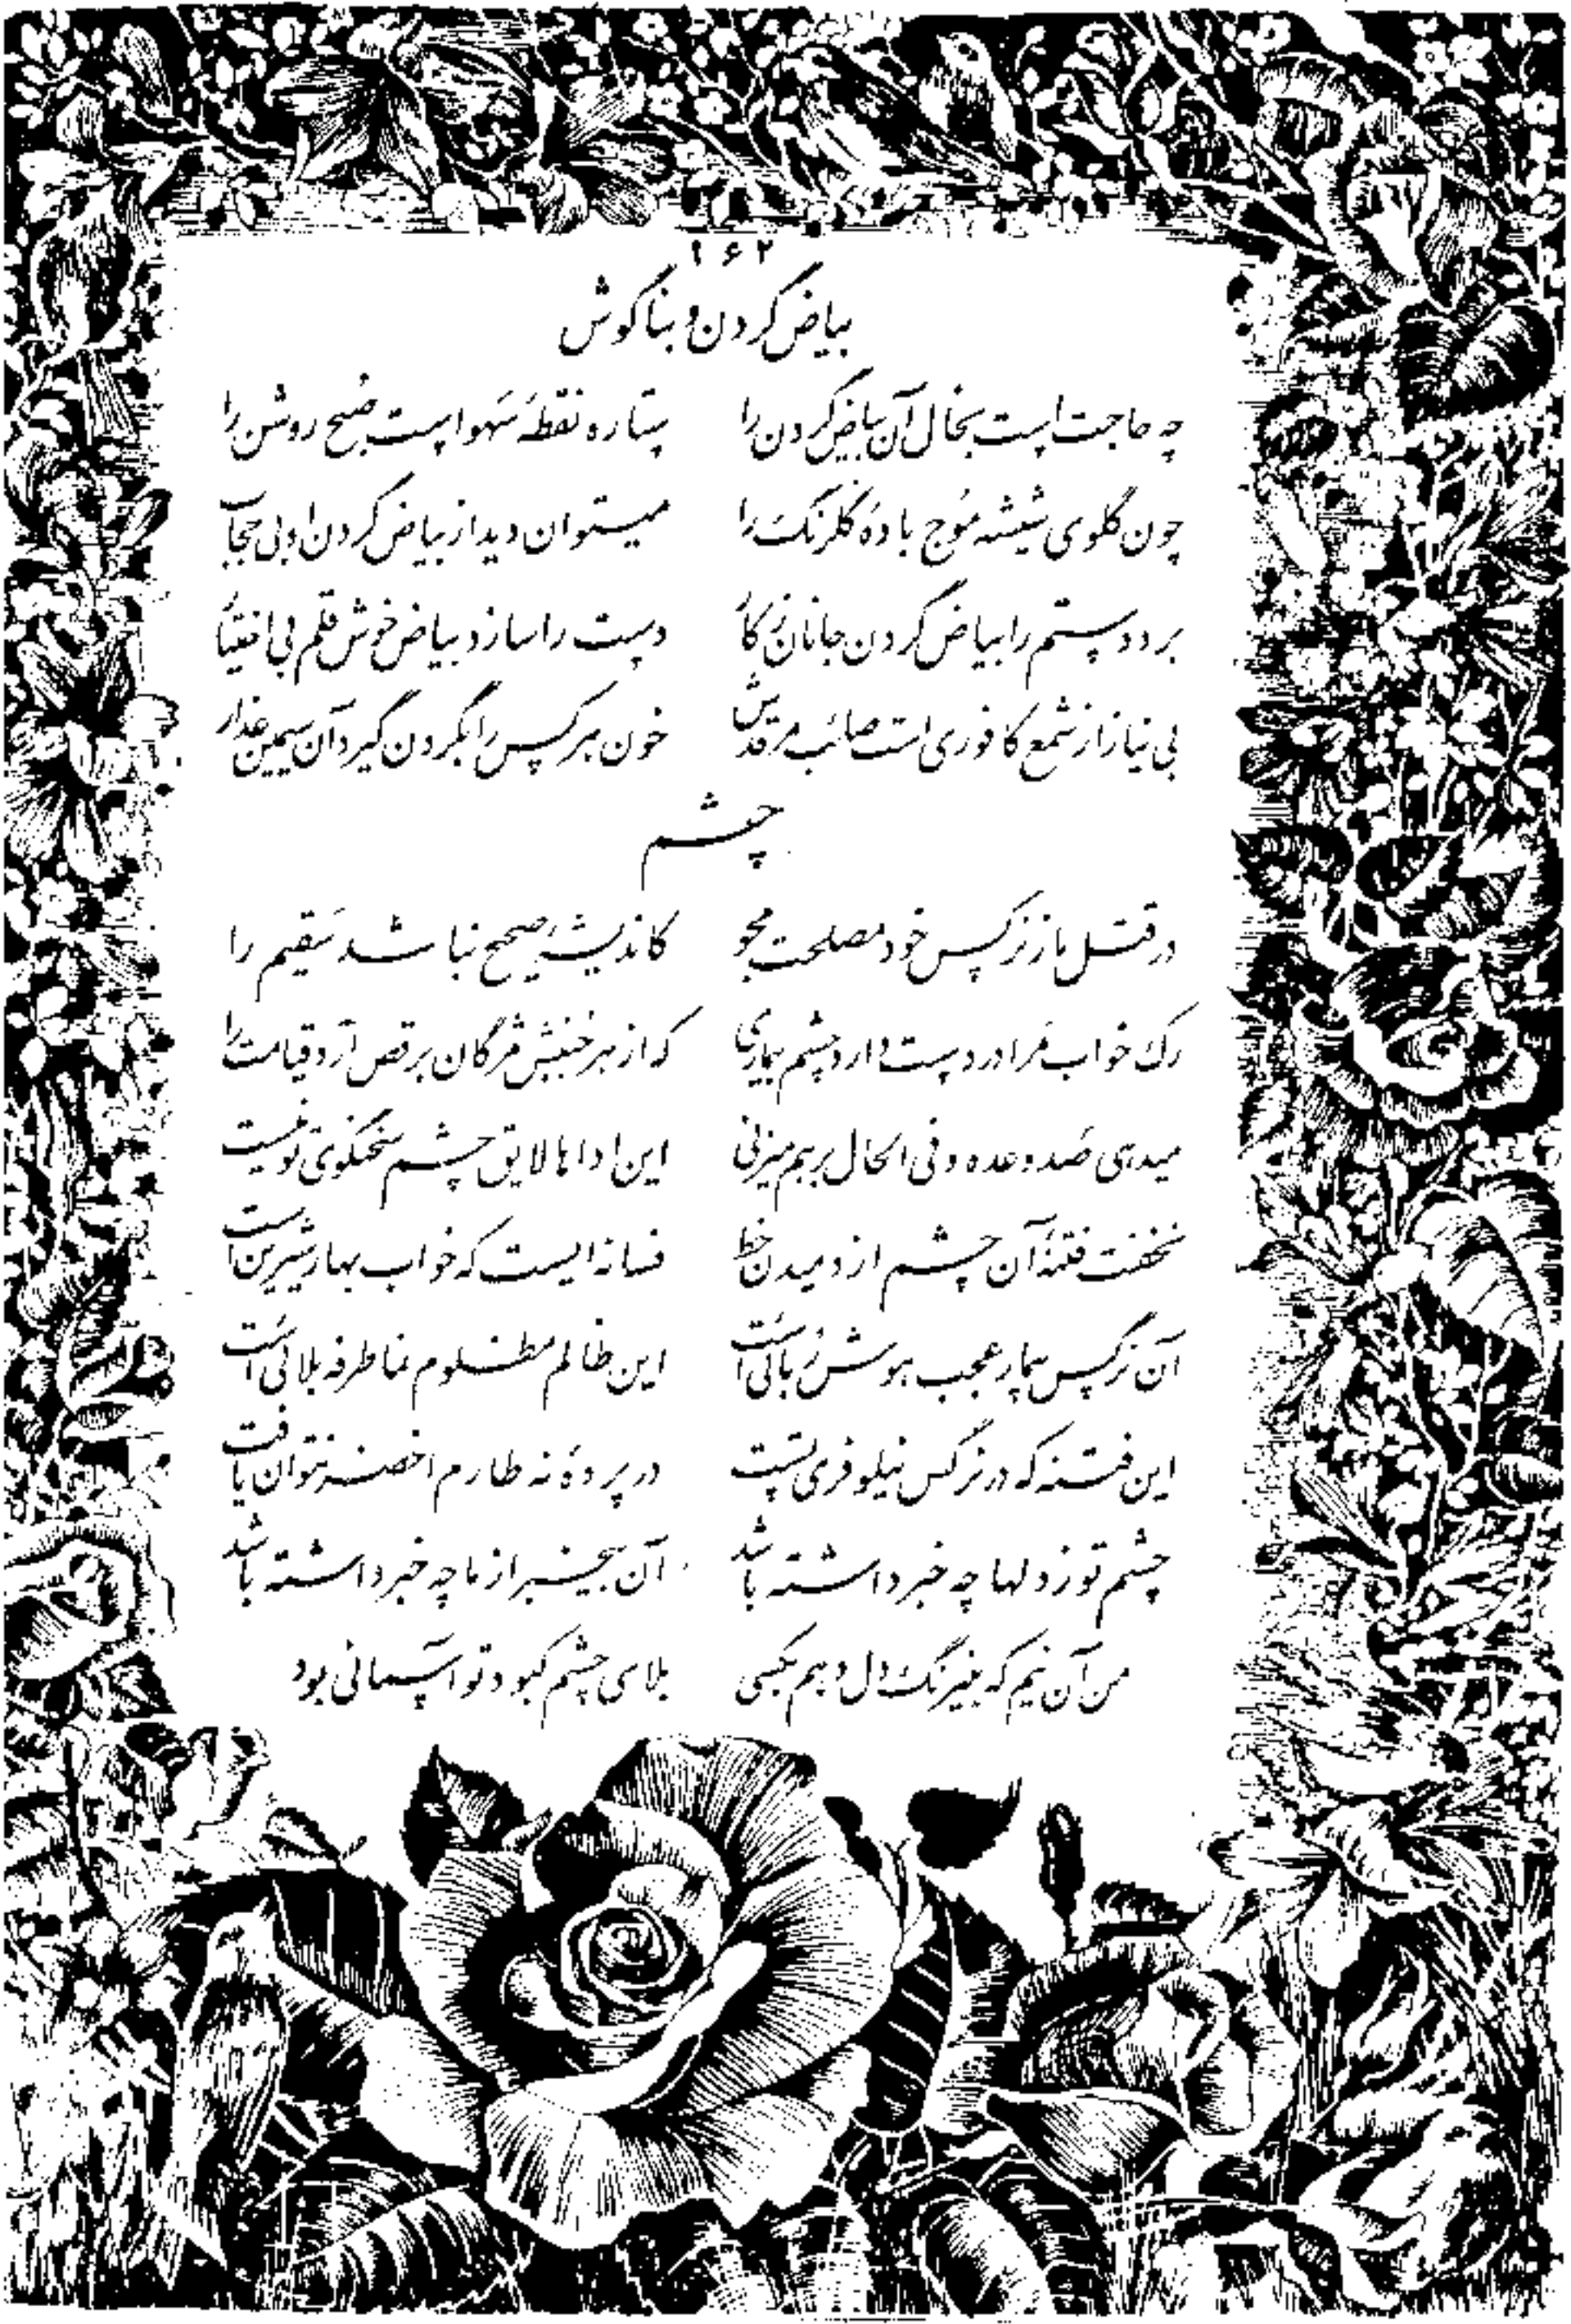 ۱۶۲
بیاض گردن و بناگوش
چه حاجت است بخال آن بیاض گردن را ستاره نقطهٔ سهو است صبح روشن را
چون گلوی شیشه موج بادهٔ گلرنگ را میتوان دید از بیاض گردن او بی حجاب
برد دستم را بیاض گردن جانان ز کار دست را سازد بیاض خوش قلم بی اختیار
بی نیاز از شمع کافوری است صائب مرقدش خون هر کس را بگردن گیرد آن سیمین عذار
چشم
در قتل ما ز نرگس خود مصلحت مجو کاندیشهٔ صحیح نباشد سقیم را
رگ خواب مرا در دست دارد چشم بیماری که از هر جنبش مژگان برقص آرد قیامت را
میدهی صد وعده و فی الحال برهم میزنی این اداها لایق چشم سخنگوی تو نیست
نخفت فتنهٔ آن چشم از دمیدن خط فسانه ایست که خواب بهار شیرین است
آن نرگس بیمار عجب هوش ربائی است این ظالم مظلوم نما طرفه بلائی است
این فتنه که در نرگس نیلوفری تست در پردهٔ نه طارم اخضر نتوان یافت
چشم تو ز دلها چه خبر داشته باشد آن بیخبر از ما چه خبر داشته باشد
من آن نیم که بنیرنگ دل دهم بکسی بلای چشم کبود تو آسمانی بود